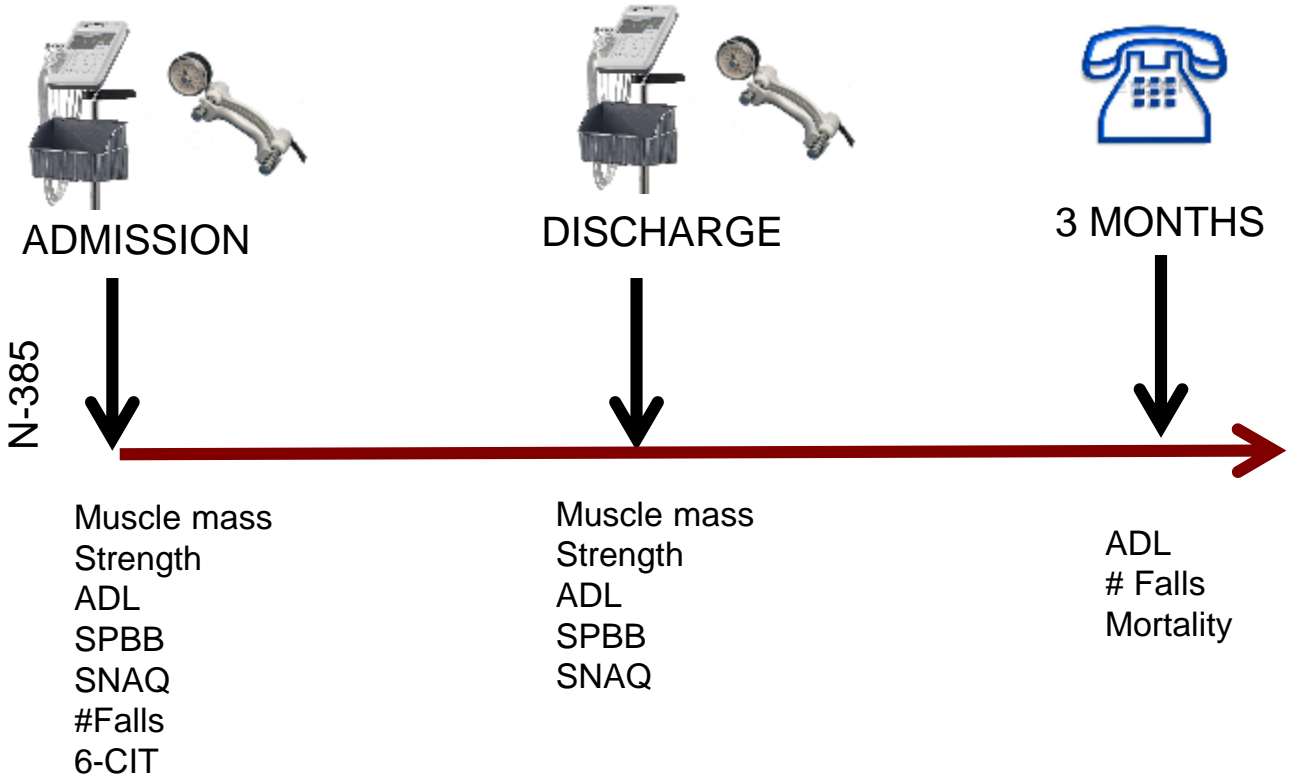 ADMISSION
DISCHARGE
3 MONTHS
N-385
Muscle mass
Strength
ADL
SPBB
SNAQ
#Falls
6-CIT
Muscle mass
Strength
ADL
SPBB
SNAQ
ADL
# Falls
Mortality